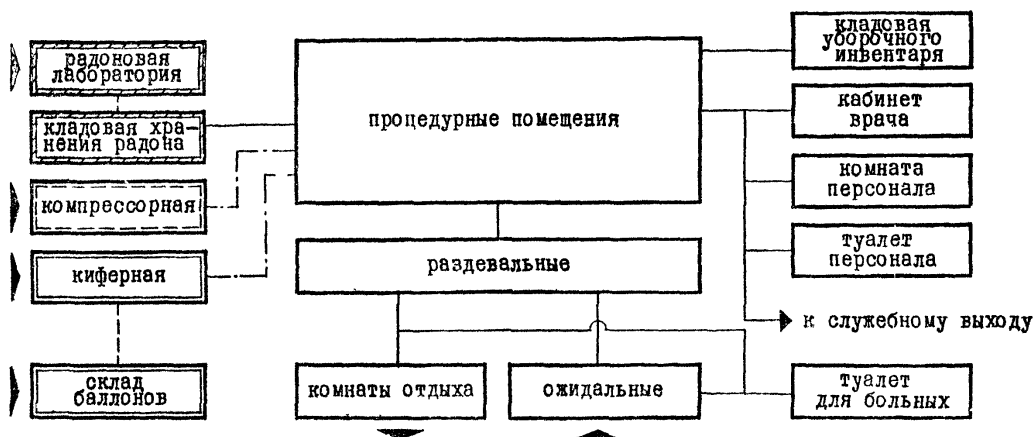 радоновая
лаборатория
кладовая хра-
нения радона
компрессорная
киферная
склад
баллонов
процедурные помещения
раздевальные
комнаты отдыха
ожидальные
кладовая
уборочного
инвентаря
кабинет
врача
комната
персонала
туалет
персонала
к служебному выходу
туалет
для больных